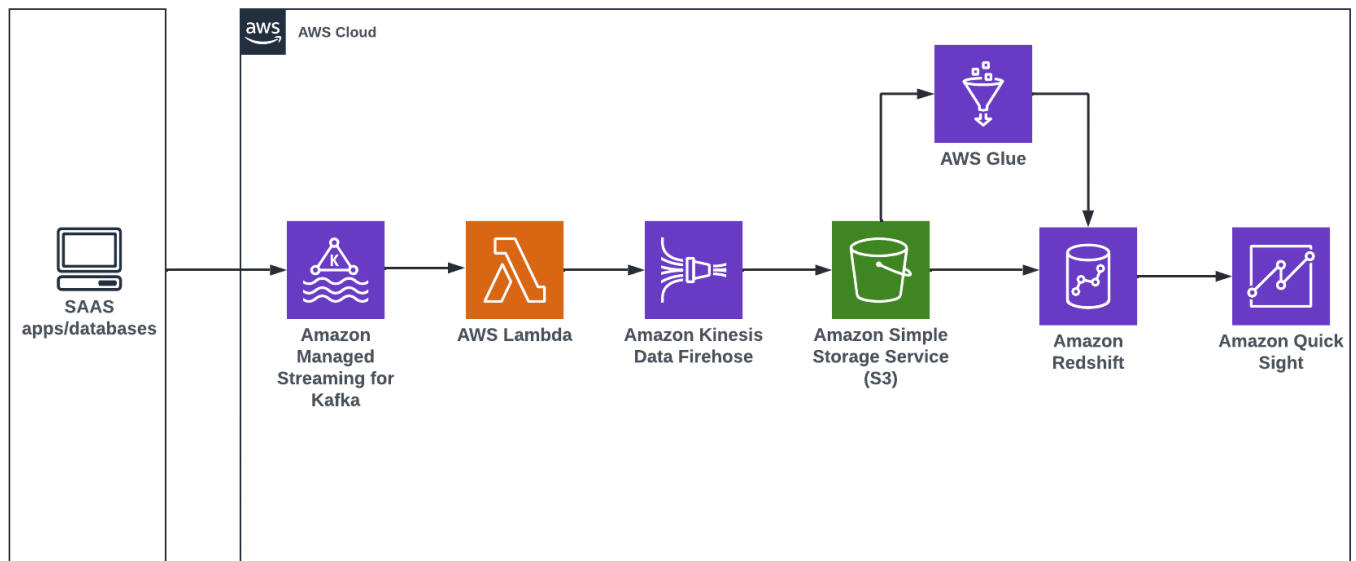 aws
AWS Cloud
AWS Glue
SAAS
apps/databases
K
Amazon
Managed
Streaming for
Kafka
AWS Lambda
Amazon Kinesis
Data Firehose
Amazon Simple
Storage Service
(S3)
Amazon
Redshift
Amazon Quick
Sight